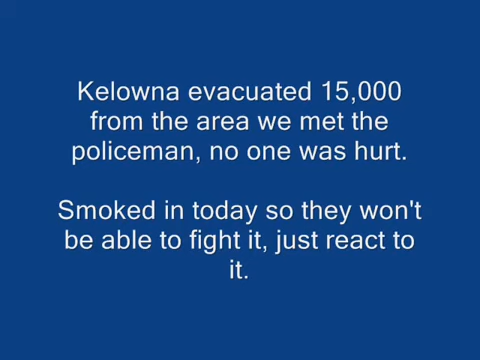 Kelowna evacuated 15,000
from the area we met the
policeman, no one was hurt.
Smoked in today so they won't
be able to fight it, just react to
it.